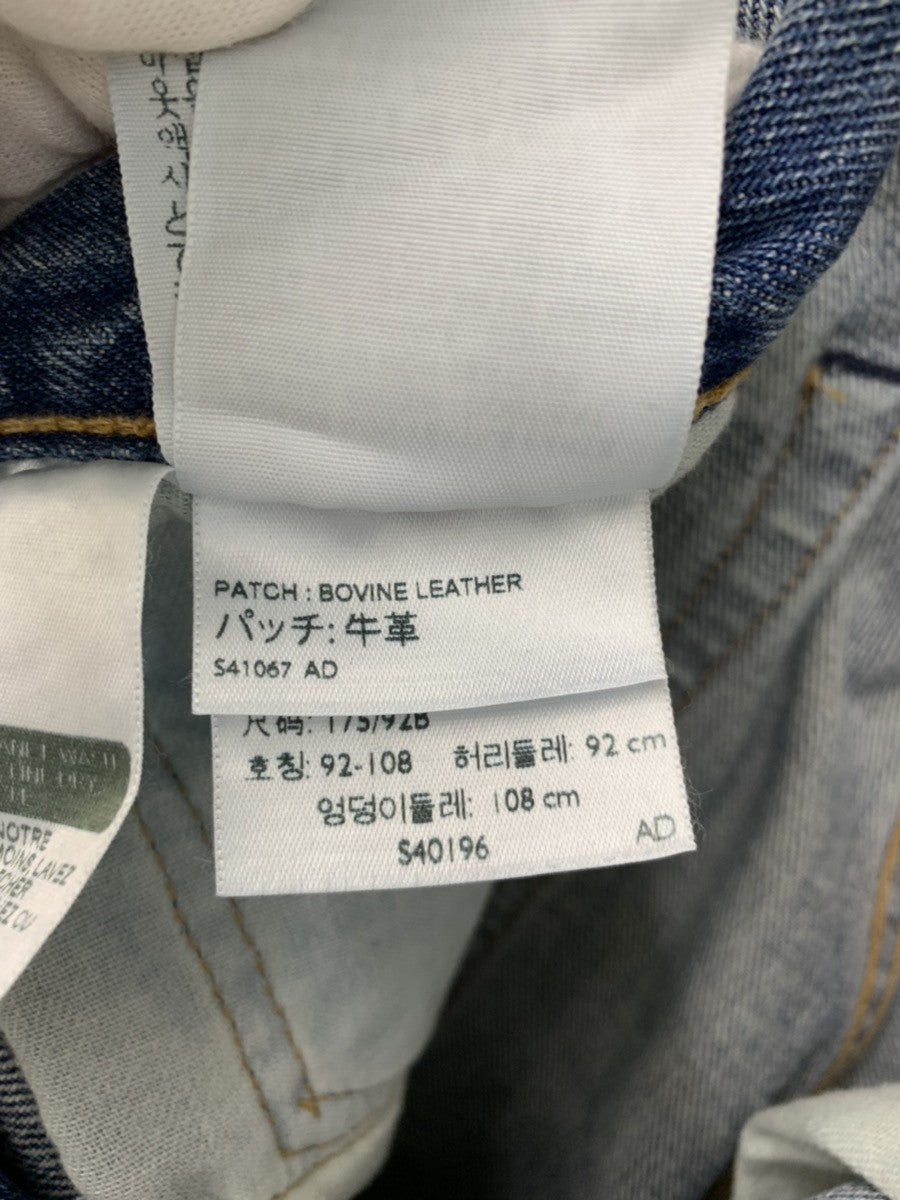 PATCH : BOVINE LEATHER
パッチ: 牛革
S41067 AD
尺码: 175/92B
호칭: 92-108 허리둘레: 92 cm
엉덩이둘레: 108 cm
S40196 AD
NOTRE
MOINS LAVEZ